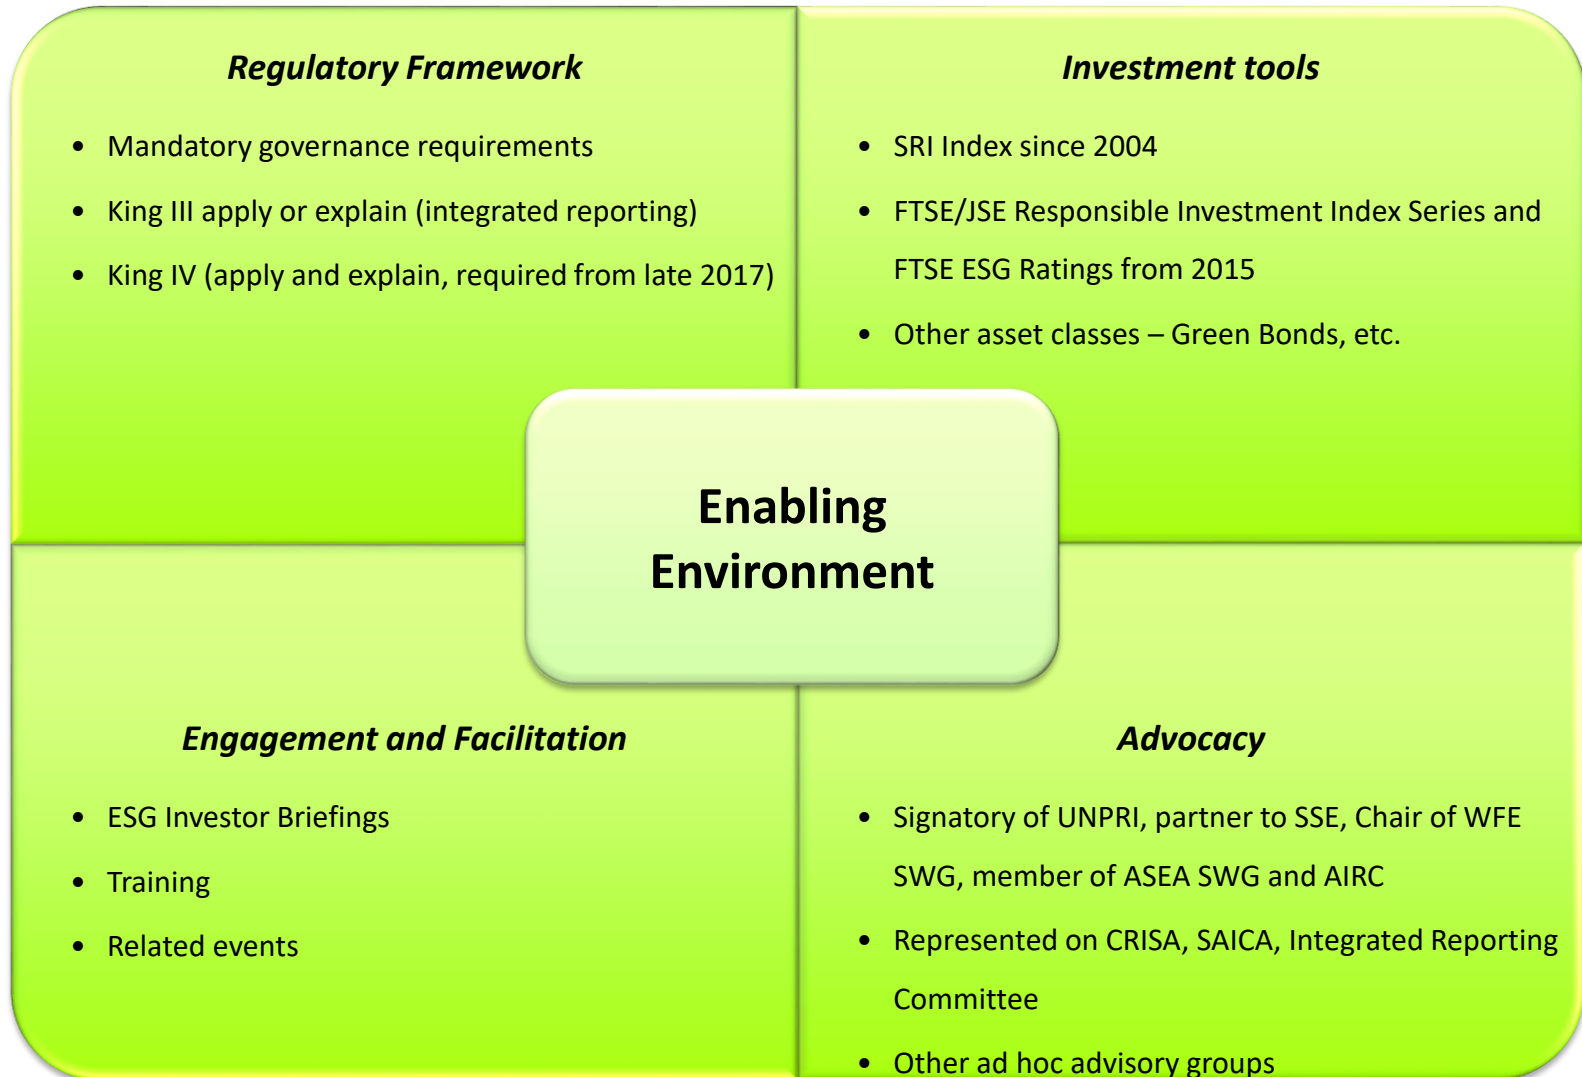 Regulatory Framework
• Mandatory governance requirements
• King III apply or explain (integrated reporting)
• King IV (apply and explain, required from late 2017)
Investment tools
• SRI Index since 2004
• FTSE/JSE Responsible Investment Index Series and
FTSE ESG Ratings from 2015
• Other asset classes – Green Bonds, etc.
Enabling
Environment
Engagement and Facilitation
• ESG Investor Briefings
• Training
• Related events
Advocacy
• Signatory of UNPRI, partner to SSE, Chair of WFE
SWG, member of ASEA SWG and AIRC
• Represented on CRISA, SAICA, Integrated Reporting
Committee
• Other ad hoc advisory groups